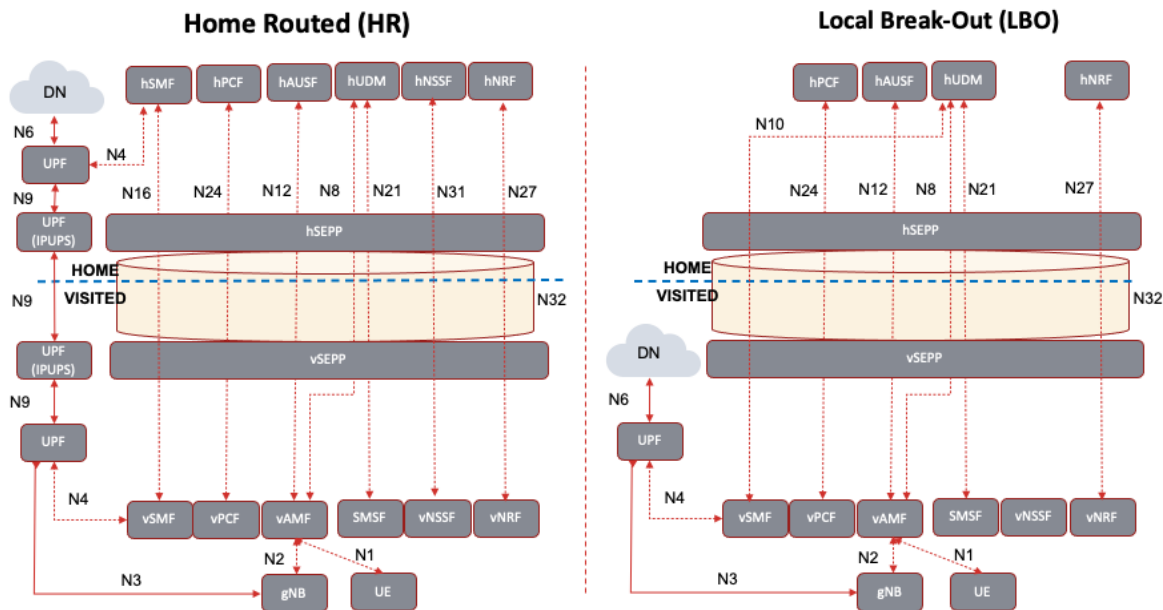 Home Routed (HR)
DN
hSMF
hPCF
hAUSF
hUDM
hNSSF
hNRF
N6
N4
UPF
N9
N16
N24
N12
N8
N21
N31
N27
UPF
(IPUPS)
hSEPP
HOME
VISITED
N9
N32
UPF
(IPUPS)
vSEPP
N9
UPF
N4
vSMF
vPCF
vAMF
SMSF
vNSSF
vNRF
N2
N1
N3
gNB
UE
Local Break-Out (LBO)
hPCF
hAUSF
hUDM
hNRF
N10
N24
N12
N8
N21
N27
hSEPP
HOME
VISITED
N32
DN
vSEPP
N6
UPF
N4
vSMF
vPCF
vAMF
SMSF
vNSSF
vNRF
N2
N1
N3
gNB
UE